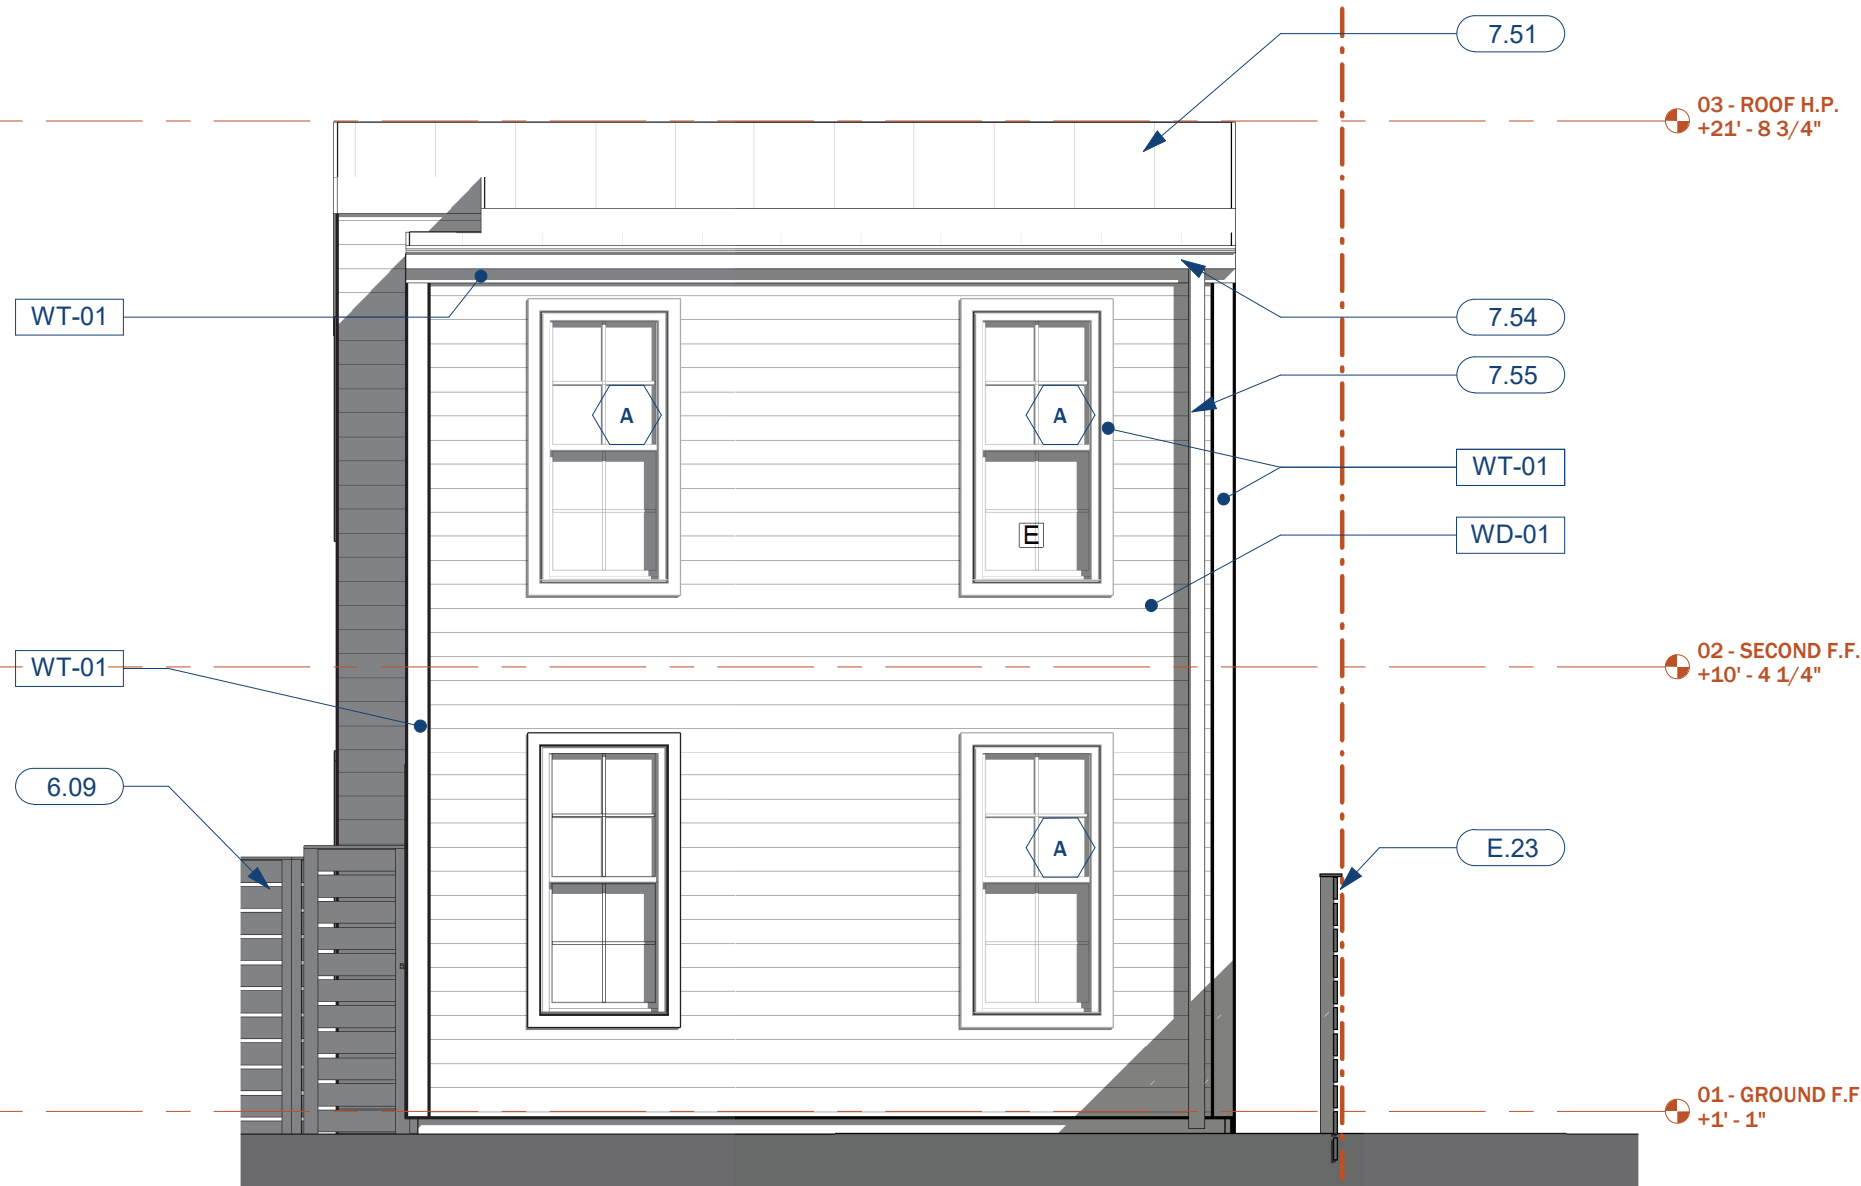 7.51
03 - ROOF H.P.
+21' - 8 3/4"
WT-01
7.54
7.55
A
A
WT-01
E
WD-01
WT-01
02 - SECOND F.F.
+10' - 4 1/4"
6.09
A
E.23
01 - GROUND F.F
+1' - 1"